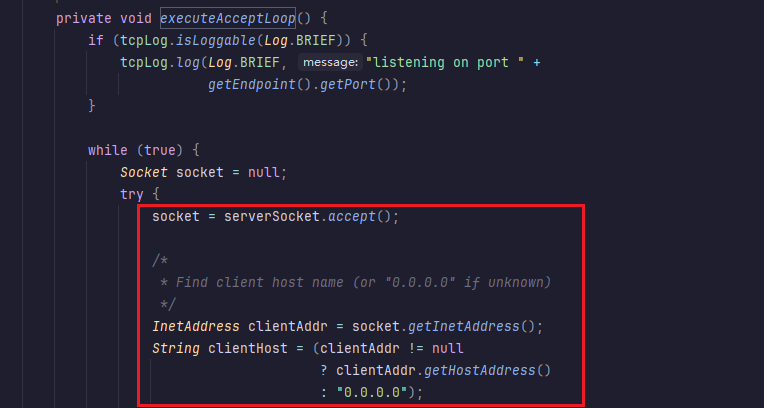 private void executeAcceptLoop() {
if (tcpLog.isLoggable(Log.BRIEF)) {
tcpLog.log(Log.BRIEF, message: "listening on port " +
getEndpoint().getPort());
}
while (true) {
Socket socket = null;
try {
socket = serverSocket.accept();
/*
* Find client host name (or "0.0.0.0" if unknown)
*/
InetAddress clientAddr = socket.getInetAddress();
String clientHost = (clientAddr != null
? clientAddr.getHostAddress()
: "0.0.0.0");